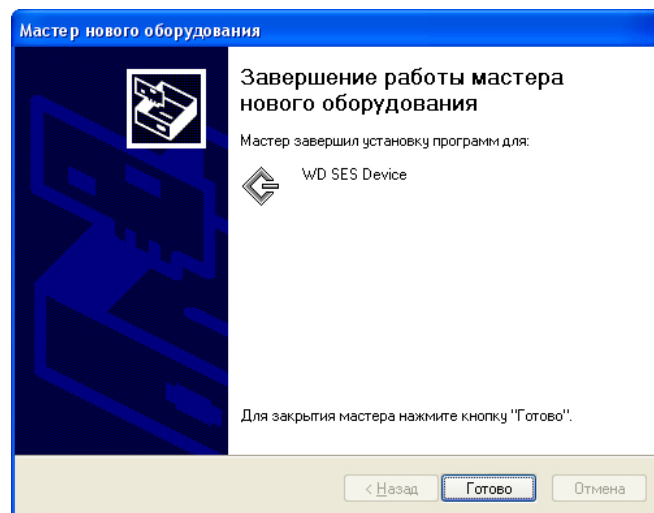 Мастер нового оборудования
Завершение работы мастера
нового оборудования
Мастер завершил установку программ для:
WD SES Device
Для закрытия мастера нажмите кнопку "Готово".
< Назад
Готово
Отмена